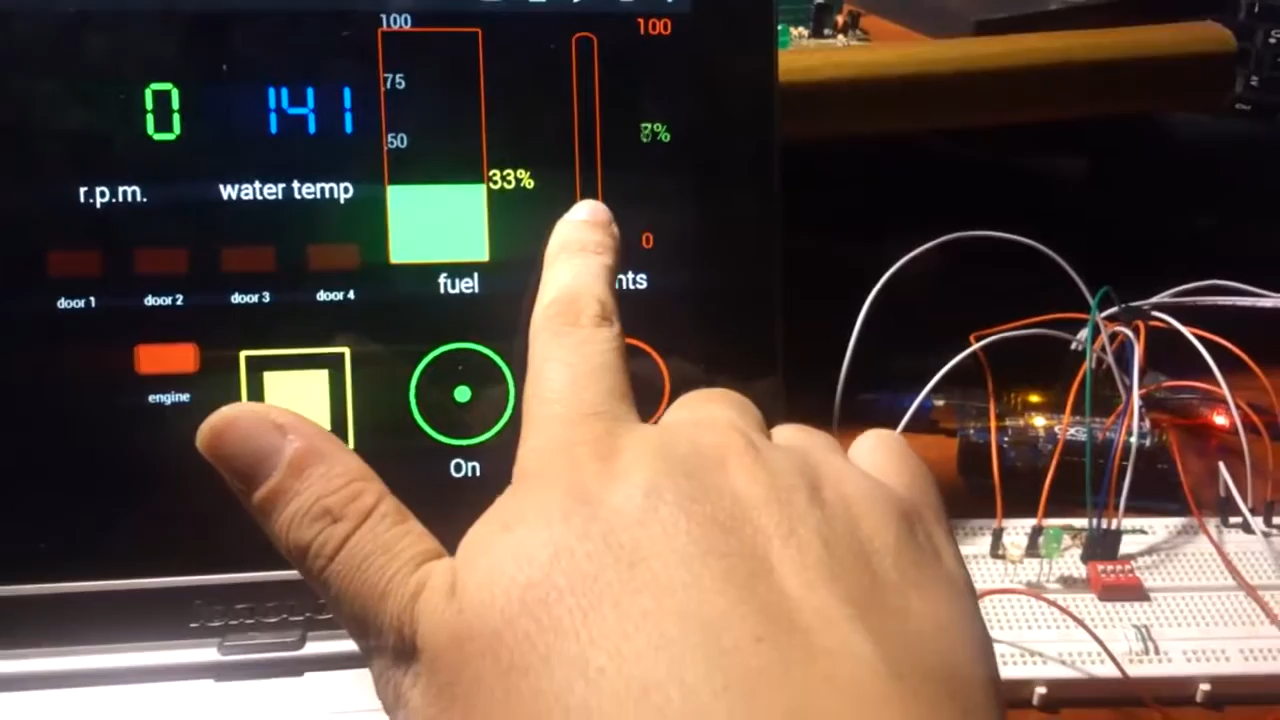 100
100
75
50
0
141
33%
0
r.p.m.
water temp
fuel
nts
door 1
door 2
door 3
door 4
engine
On